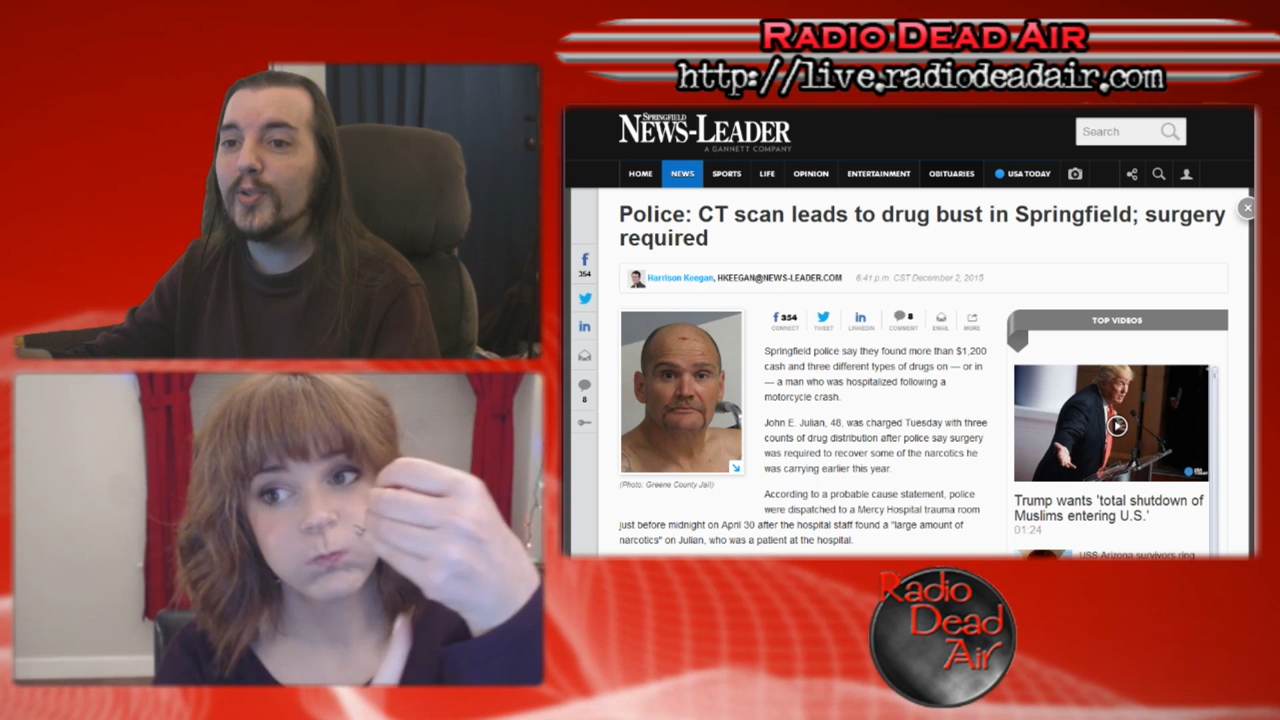 RADIO DEAD AIR
http://live.radiodeadair.com
SPRINGFIELD
NEWS-LEADER
A GANNETT COMPANY
Search
HOME NEWS SPORTS LIFE OPINION ENTERTAINMENT OBITUARIES USA TODAY
Police: CT scan leads to drug bust in Springfield; surgery
required
Harrison Keegan, HKEEGAN@NEWS-LEADER.COM 6:41 p.m. CST December 2, 2015
354
8
354
CONNECT
TWEET
LINKEDIN
8
COMMENT
EMAIL
MORE
(Photo: Greene County Jail)
Springfield police say they found more than $1,200
cash and three different types of drugs on — or in
— a man who was hospitalized following a
motorcycle crash.
John E. Julian, 48, was charged Tuesday with three
counts of drug distribution after police say surgery
was required to recover some of the narcotics he
was carrying earlier this year.
According to a probable cause statement, police
were dispatched to a Mercy Hospital trauma room
just before midnight on April 30 after the hospital staff found a "large amount of
narcotics" on Julian, who was a patient at the hospital.
TOP VIDEOS
Trump wants 'total shutdown of
Muslims entering U.S.'
01:24
USS Arizona survivors ring
Radio
Dead
Air